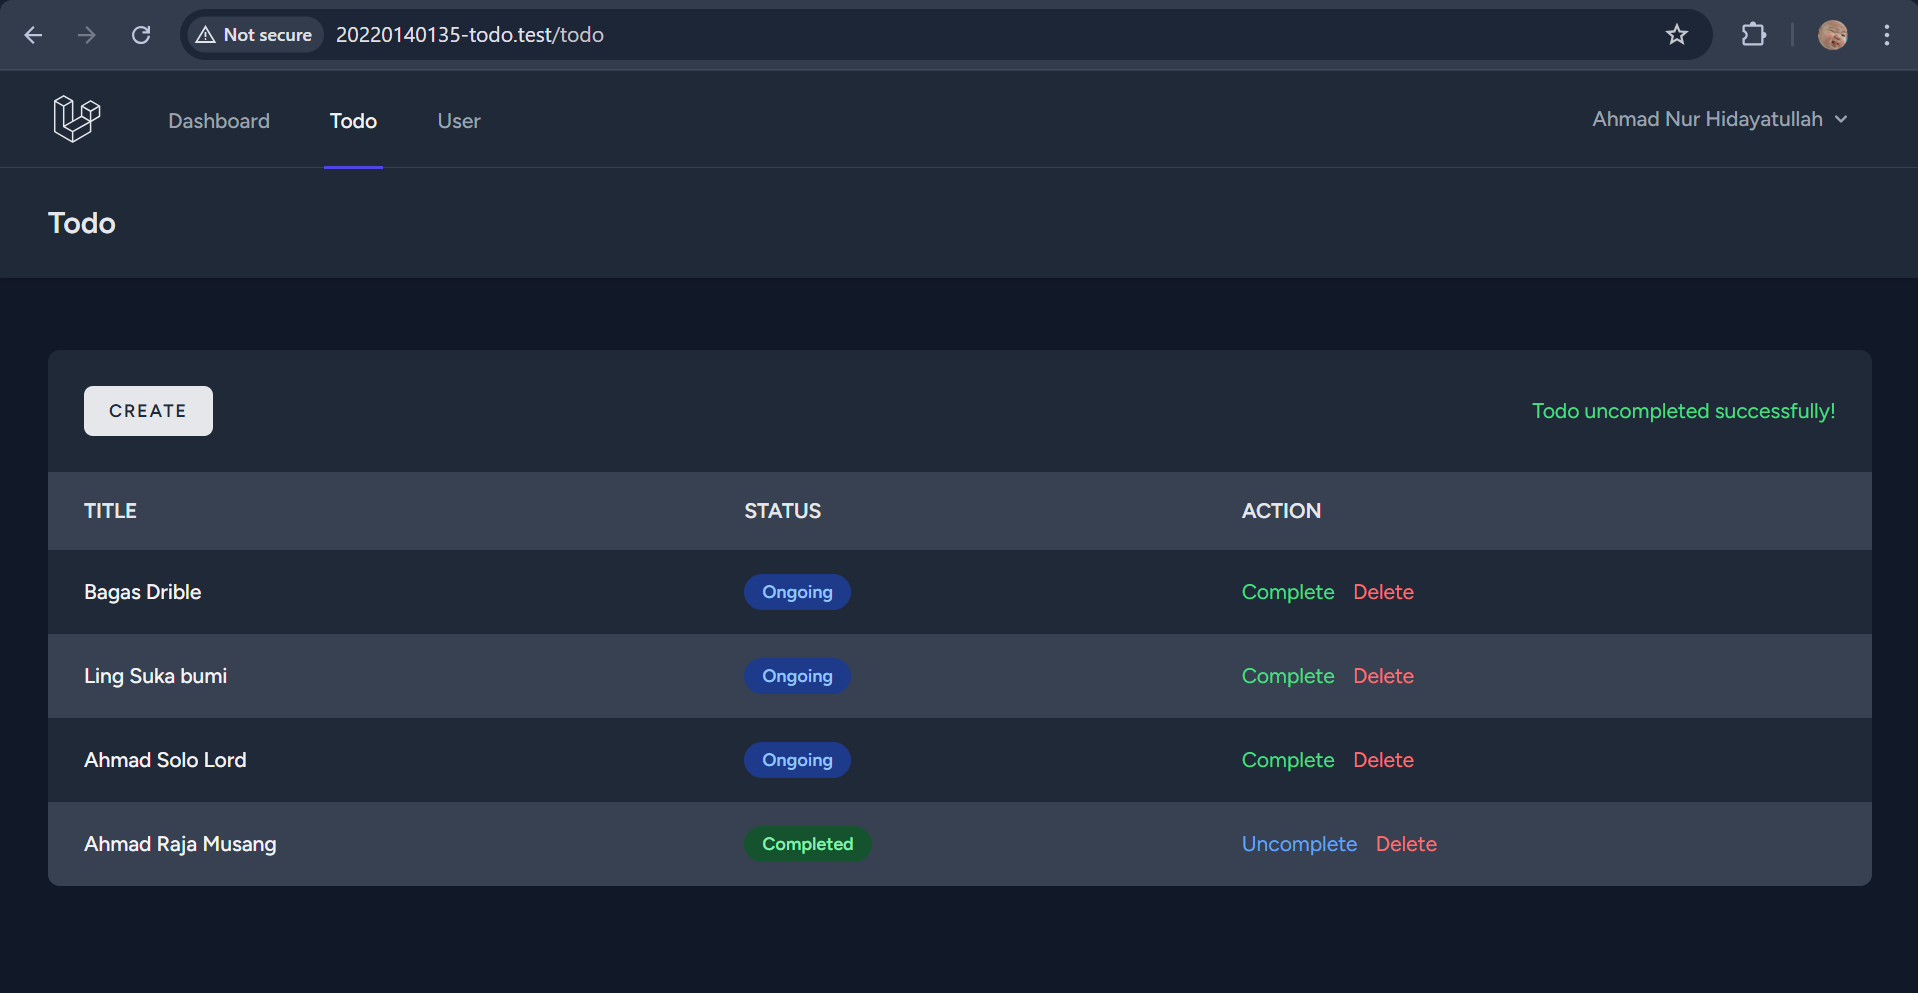 Not secure 20220140135-todo.test/todo
Dashboard Todo User Ahmad Nur Hidayatullah
Todo
CREATE Todo uncompleted successfully!
TITLE STATUS ACTION
Bagas Drible Ongoing Complete Delete
Ling Suka bumi Ongoing Complete Delete
Ahmad Solo Lord Ongoing Complete Delete
Ahmad Raja Musang Completed Uncomplete Delete